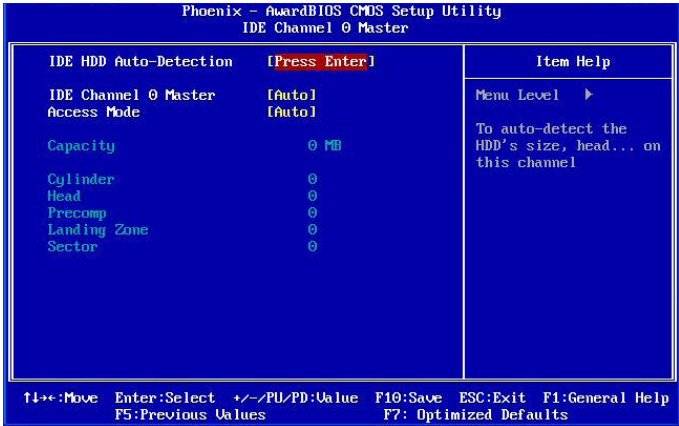 Phoenix - AwardBIOS CMOS Setup Utility
IDE Channel 0 Master
IDE HDD Auto-Detection [Press Enter]
IDE Channel 0 Master [Auto]
Access Mode [Auto]
Capacity 0 MB
Cylinder 0
Head 0
Precomp 0
Landing Zone 0
Sector 0
Item Help
Menu Level ▶
To auto-detect the
HDD's size, head... on
this channel
↑↓→←:Move Enter:Select +/-/PU/PD:Value F10:Save ESC:Exit F1:General Help
F5:Previous Values F7: Optimized Defaults